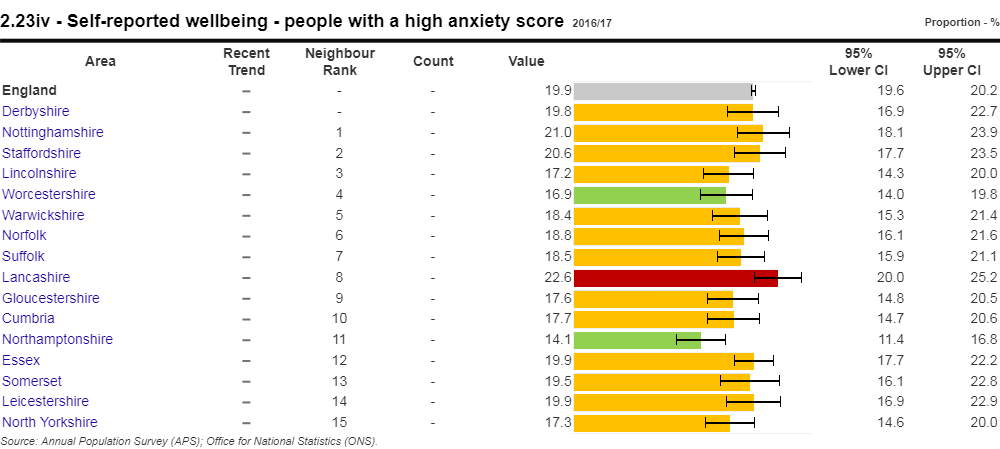 2.23iv - Self-reported wellbeing - people with a high anxiety score 2016/17 Proportion - %
Area Recent Trend Neighbour Rank Count Value 95% Lower CI 95% Upper CI
England – - - 19.9 19.6 20.2
Derbyshire – - - 19.8 16.9 22.7
Nottinghamshire – 1 - 21.0 18.1 23.9
Staffordshire – 2 - 20.6 17.7 23.5
Lincolnshire – 3 - 17.2 14.3 20.0
Worcestershire – 4 - 16.9 14.0 19.8
Warwickshire – 5 - 18.4 15.3 21.4
Norfolk – 6 - 18.8 16.1 21.6
Suffolk – 7 - 18.5 15.9 21.1
Lancashire – 8 - 22.6 20.0 25.2
Gloucestershire – 9 - 17.6 14.8 20.5
Cumbria – 10 - 17.7 14.7 20.6
Northamptonshire – 11 - 14.1 11.4 16.8
Essex – 12 - 19.9 17.7 22.2
Somerset – 13 - 19.5 16.1 22.8
Leicestershire – 14 - 19.9 16.9 22.9
North Yorkshire – 15 - 17.3 14.6 20.0
Source: Annual Population Survey (APS); Office for National Statistics (ONS).